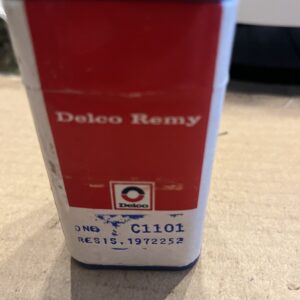 Delco Remy
Delco
ONE C1101
RESIS. 1972252